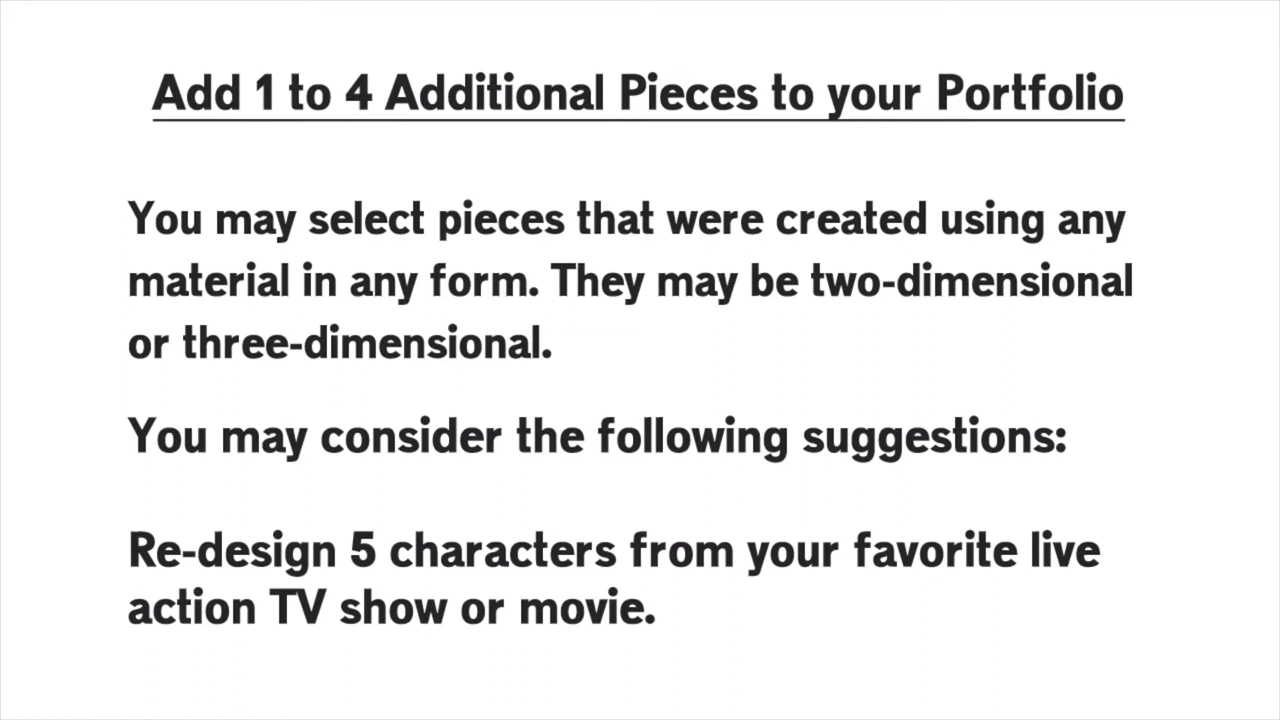 Add 1 to 4 Additional Pieces to your Portfolio
You may select pieces that were created using any
material in any form. They may be two-dimensional
or three-dimensional.
You may consider the following suggestions:
Re-design 5 characters from your favorite live
action TV show or movie.